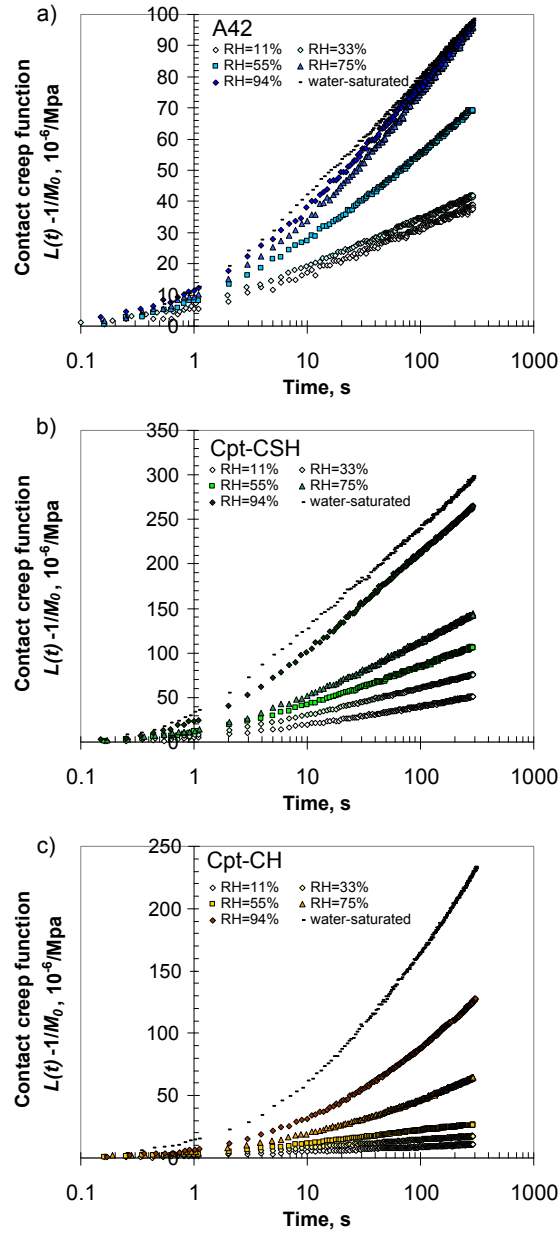 a)
A42
RH=11% RH=33%
RH=55% RH=75%
RH=94% water-saturated
Contact creep function
L(t) -1/M0, 10-6/Mpa
100
90
80
70
60
50
40
30
20
10
0
0.1 1 10 100 1000
Time, s
b)
Cpt-CSH
RH=11% RH=33%
RH=55% RH=75%
RH=94% water-saturated
Contact creep function
L(t) -1/M0, 10-6/Mpa
350
300
250
200
150
100
50
0
0.1 1 10 100 1000
Time, s
c)
Cpt-CH
RH=11% RH=33%
RH=55% RH=75%
RH=94% water-saturated
Contact creep function
L(t) -1/M0, 10-6/Mpa
250
200
150
100
50
0
0.1 1 10 100 1000
Time, s